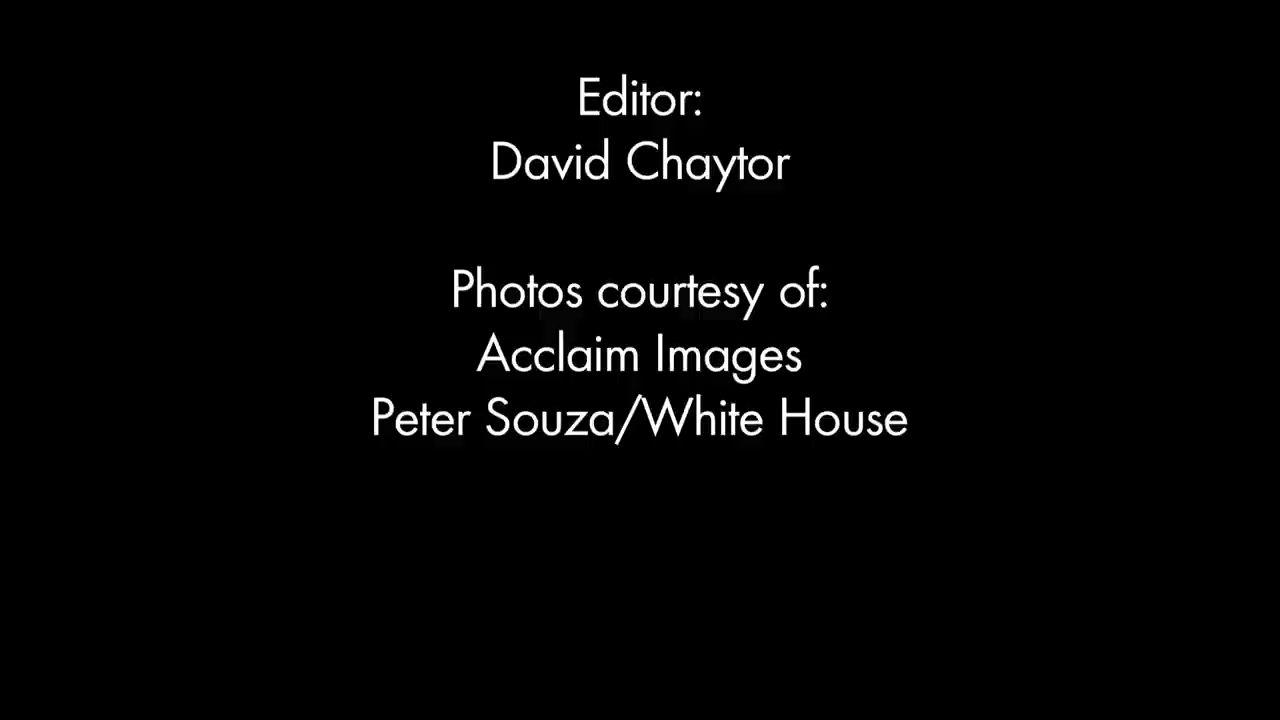 Editor:
David Chaytor
Photos courtesy of:
Acclaim Images
Peter Souza/White House